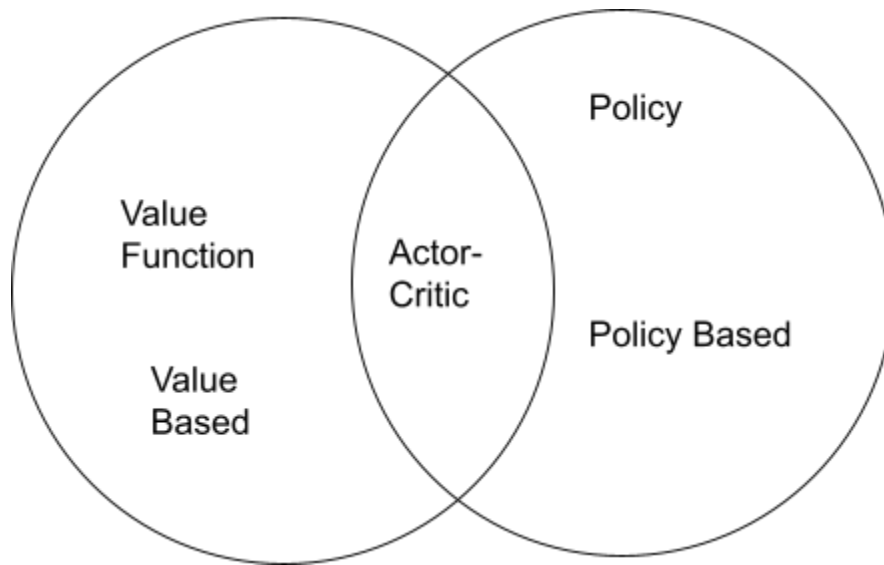 Value
Function
Value
Based
Actor-
Critic
Policy
Policy Based